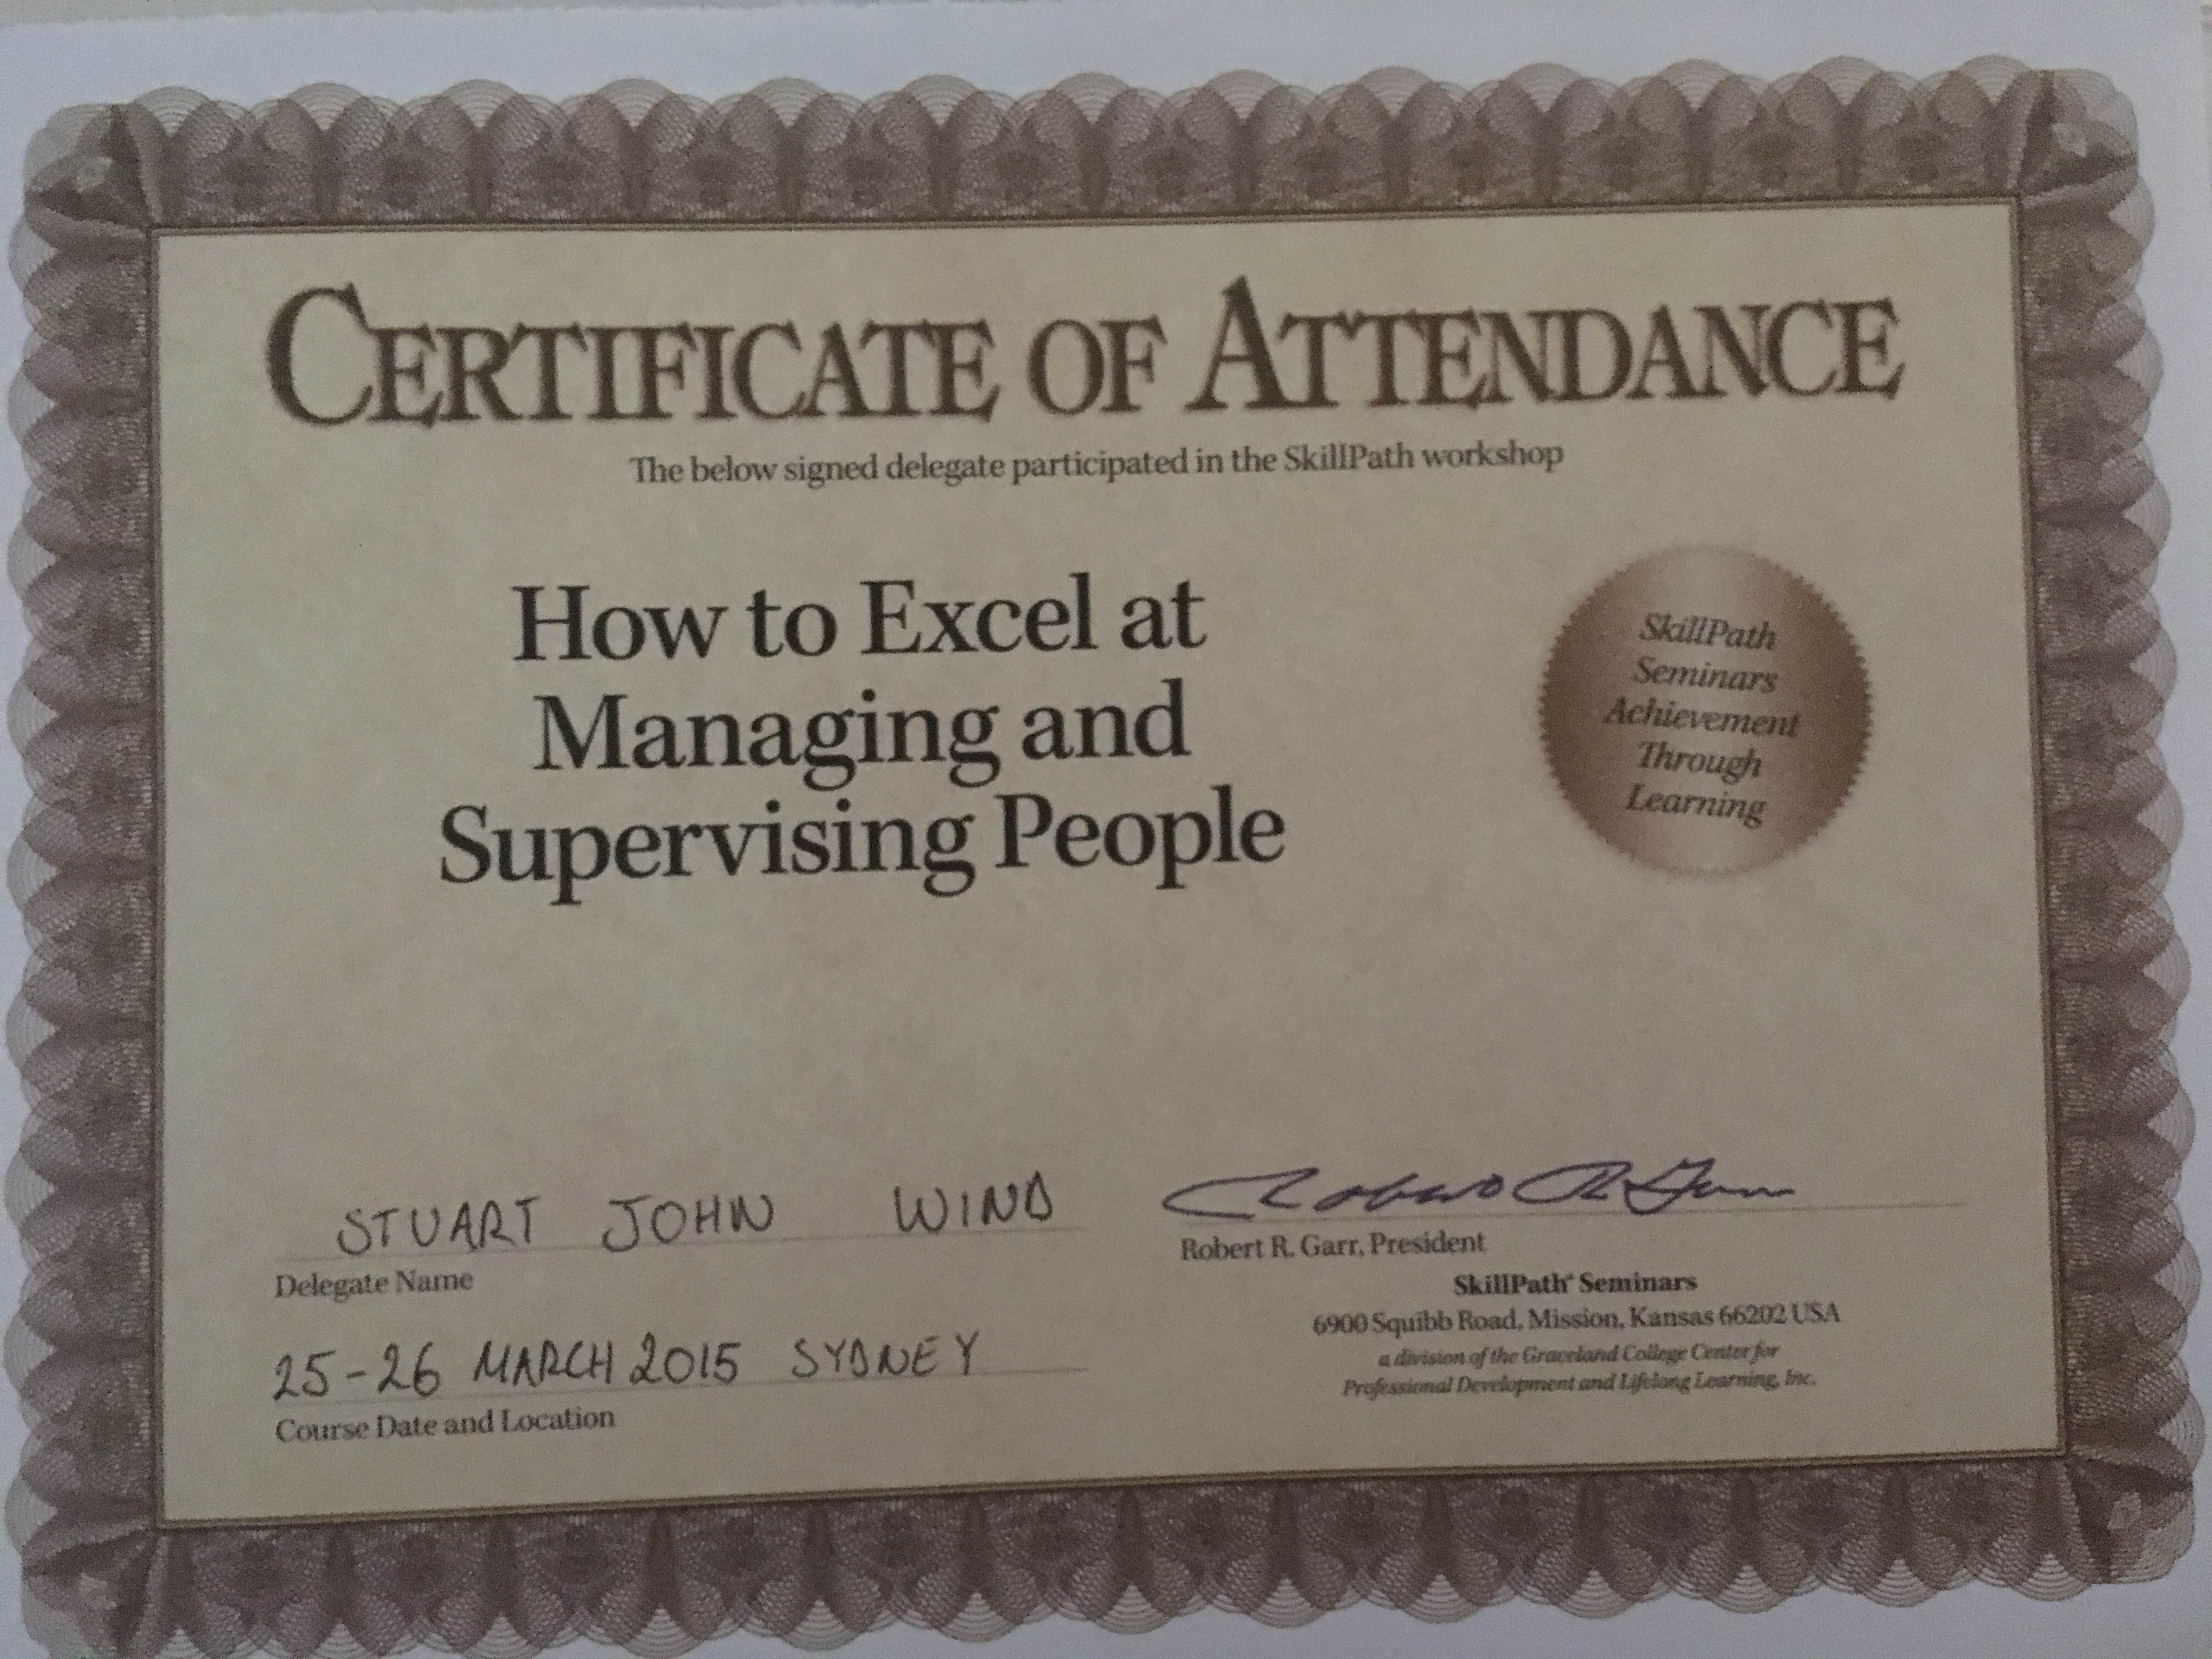 CERTIFICATE OF ATTENDANCE
The below signed delegate participated in the SkillPath workshop
How to Excel at
Managing and
Supervising People
SkillPath
Seminars
Achievement
Through
Learning
STUART JOHN WIND
Delegate Name
25-26 MARCH 2015 SYDNEY
Course Date and Location
Robert R. Garr
Robert R. Garr, President
SkillPath® Seminars
6900 Squibb Road, Mission, Kansas 66202 USA
a division of the Graceland College Center for
Professional Development and Lifelong Learning, Inc.